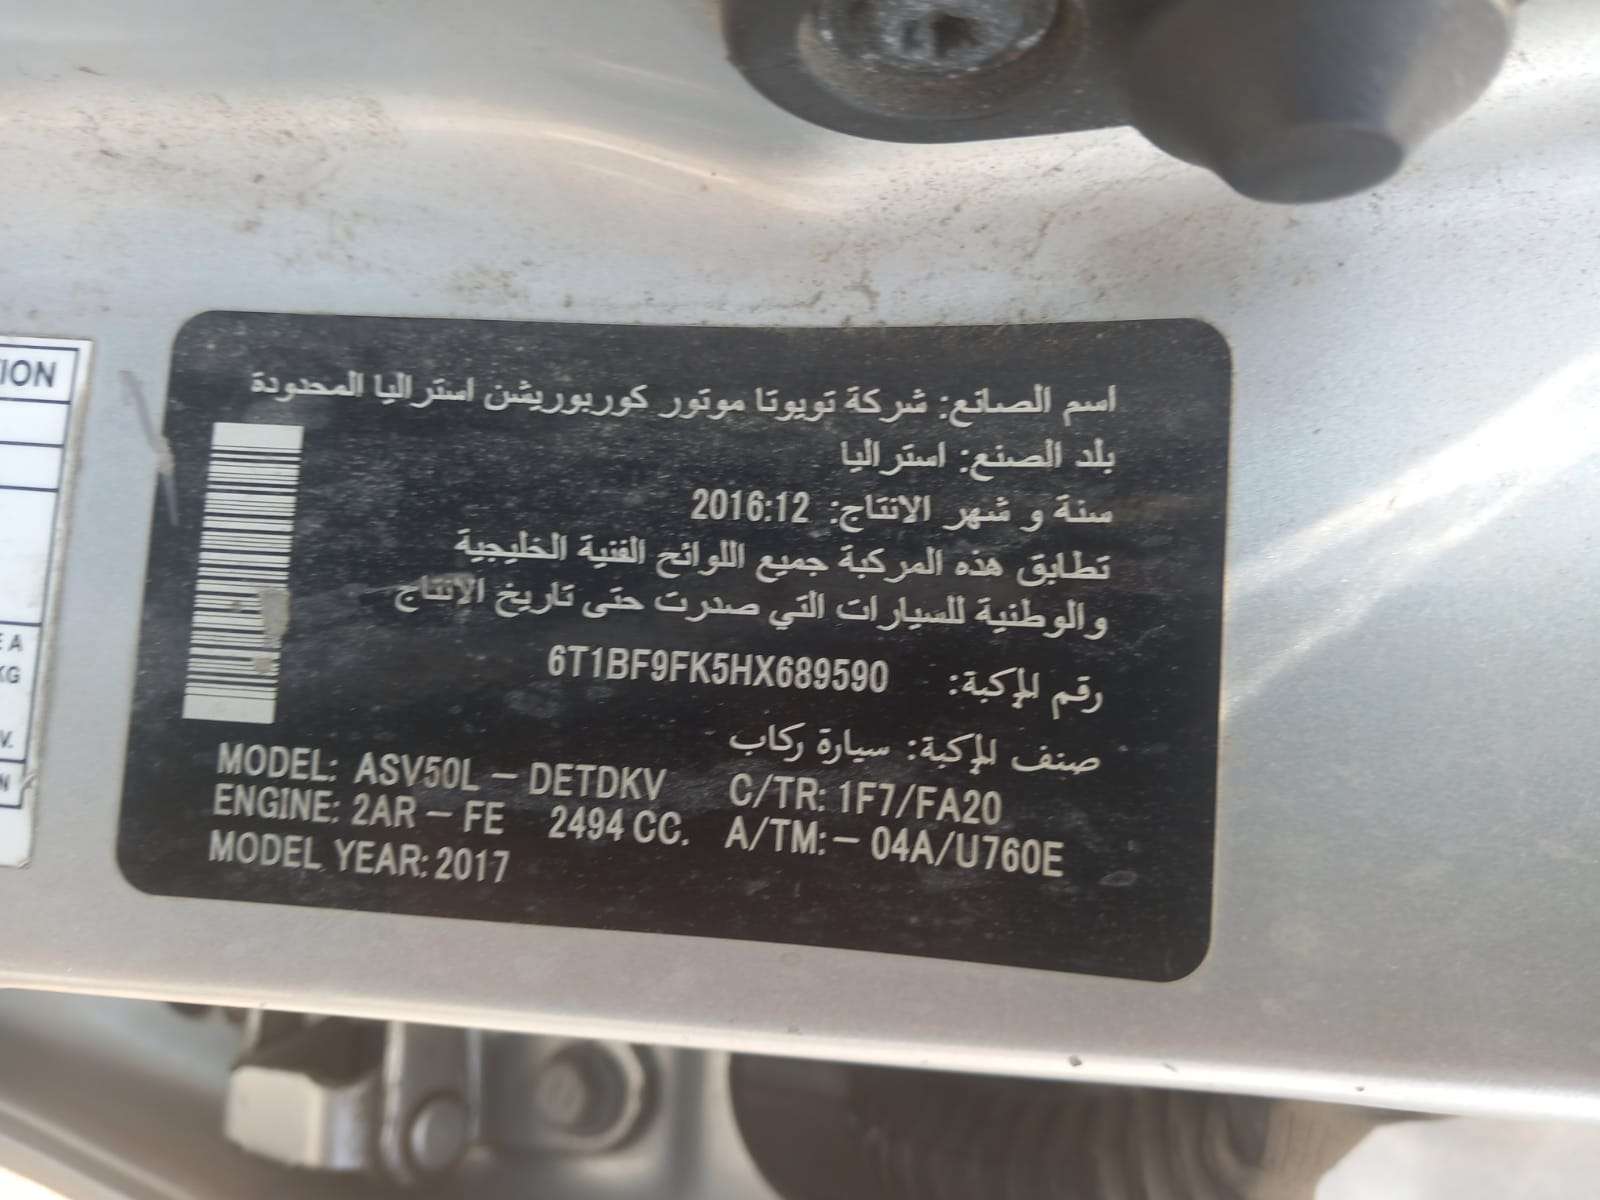 اسم الصانع: شركة تويوتا موتور كوربوريشن استراليا المحدودة
بلد الصنع: استراليا
سنة و شهر الانتاج: 2016:12
تطابق هذه المركبة جميع اللوائح الفنية الخليجية
والوطنية للسيارات التي صدرت حتى تاريخ الانتاج
رقم المركبة: 6T1BF9FK5HX689590
صنف المركبة: سيارة ركاب
MODEL: ASV50L - DETDKV C/TR: 1F7/FA20
ENGINE: 2AR - FE 2494 CC. A/TM:- 04A/U760E
MODEL YEAR: 2017
KG